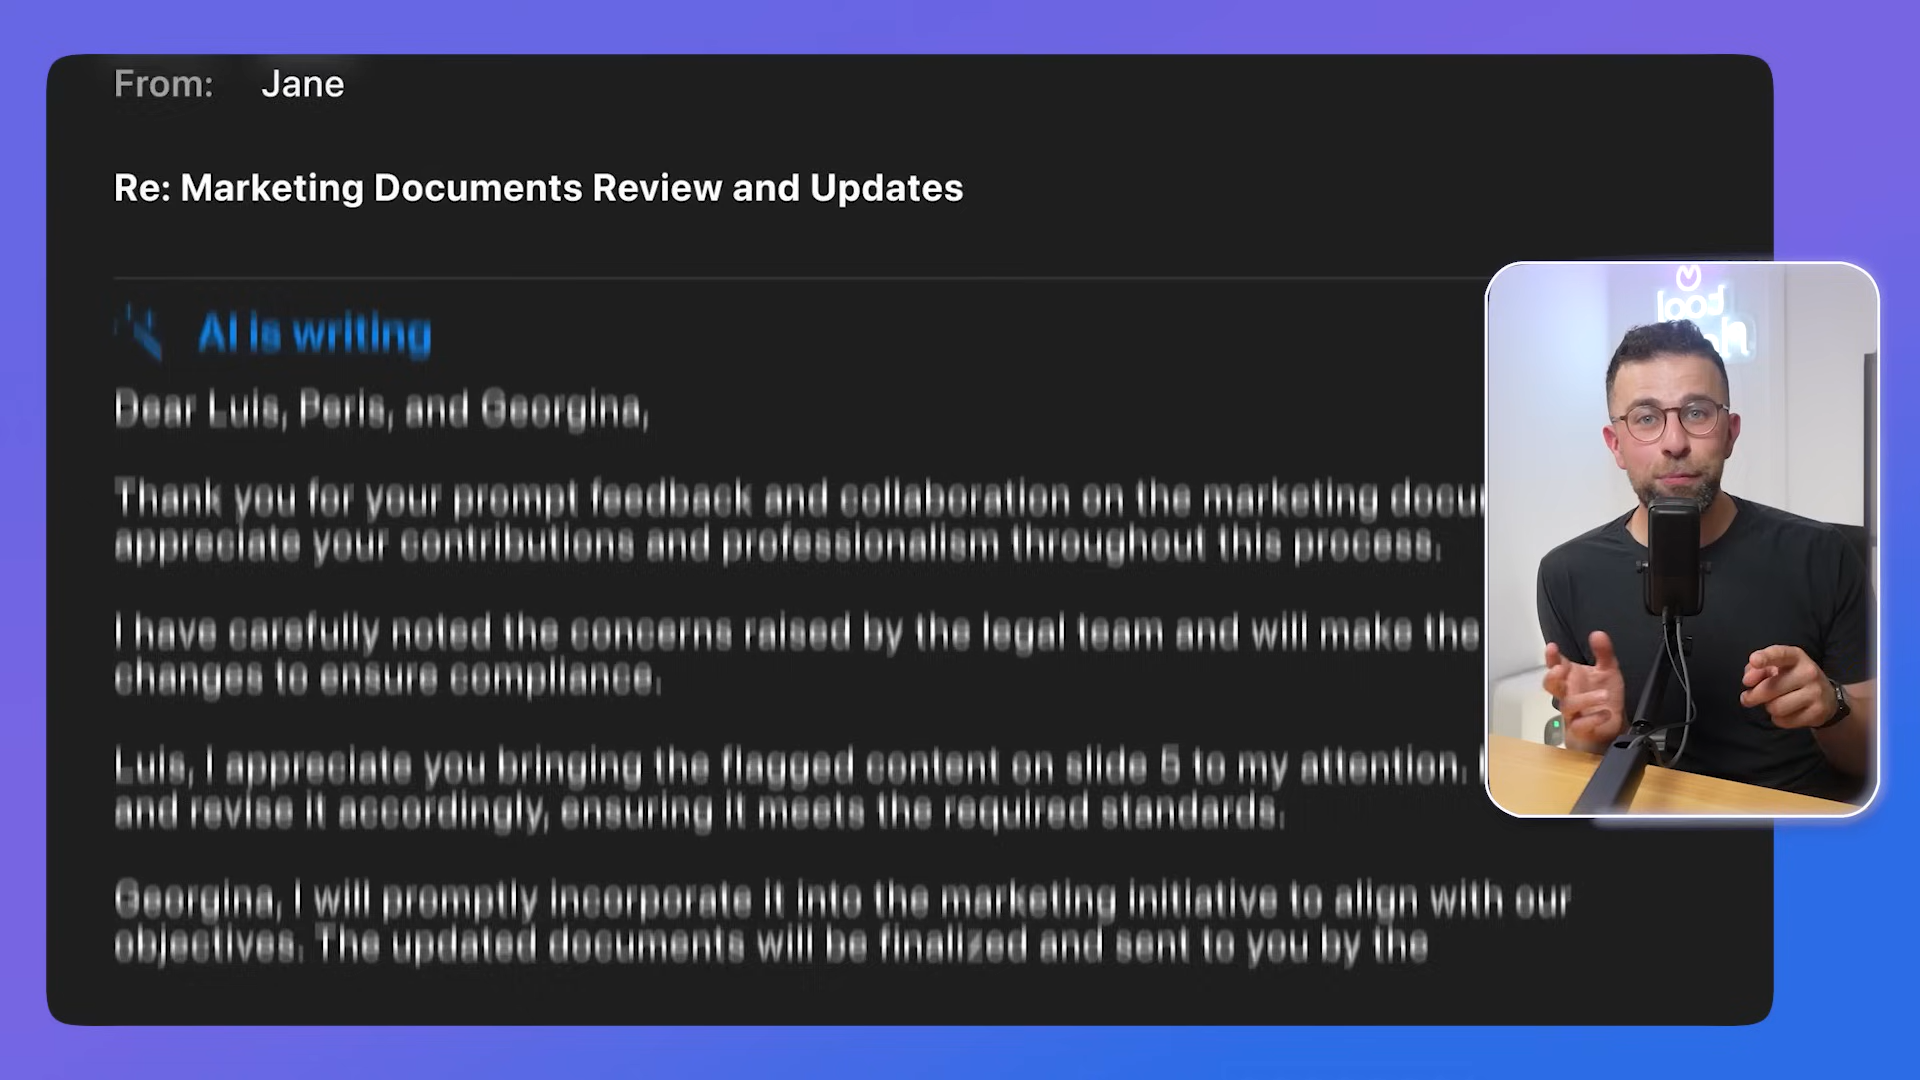 From: Jane
Re: Marketing Documents Review and Updates
AI is writing
Dear Luis, Peris, and Georgina,
Thank you for your prompt feedback and collaboration on the marketing docu
appreciate your contributions and professionalism throughout this process.
I have carefully noted the concerns raised by the legal team and will make the
changes to ensure compliance.
Luis, I appreciate you bringing the flagged content on slide 5 to my attention.
and revise it accordingly, ensuring it meets the required standards.
Georgina, I will promptly incorporate it into the marketing initiative to align with our
objectives. The updated documents will be finalized and sent to you by the